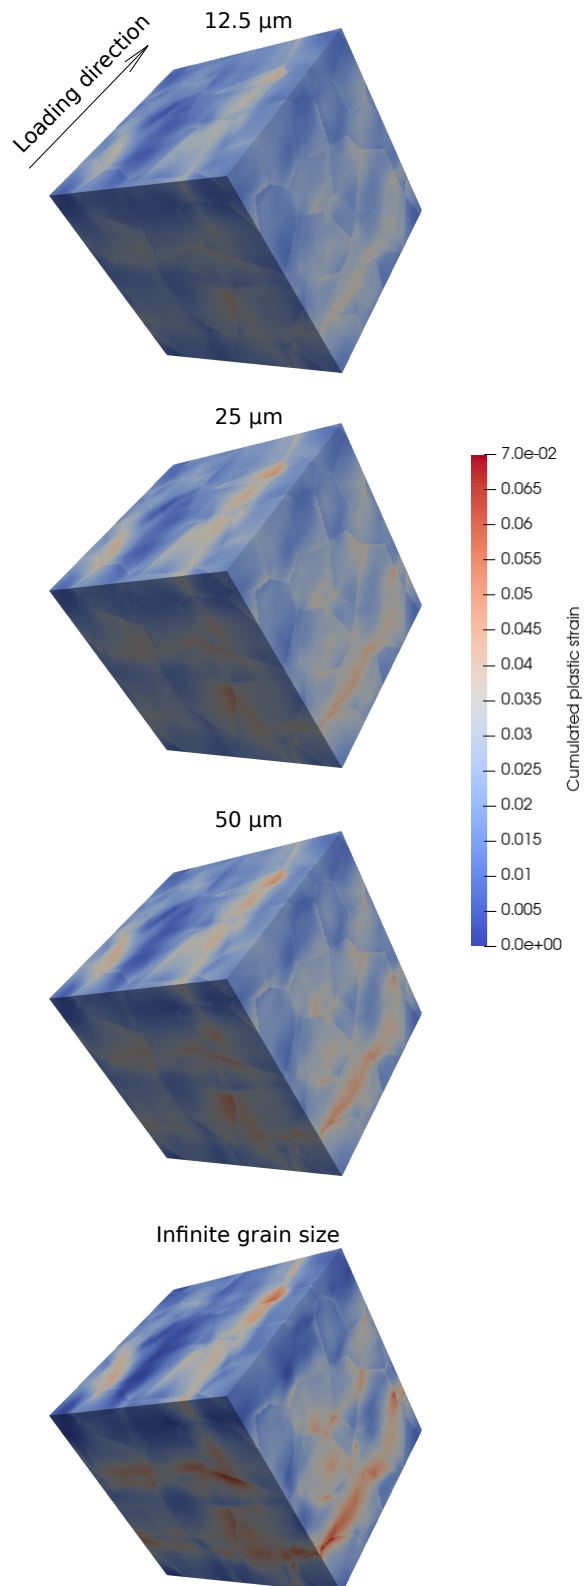 12.5 μm
Loading direction
25 μm
7.0e-02
0.065
0.06
0.055
0.05
0.045
0.04
0.035
0.03
0.025
0.02
0.015
0.01
0.005
0.0e+00
Cumulated plastic strain
50 μm
Infinite grain size